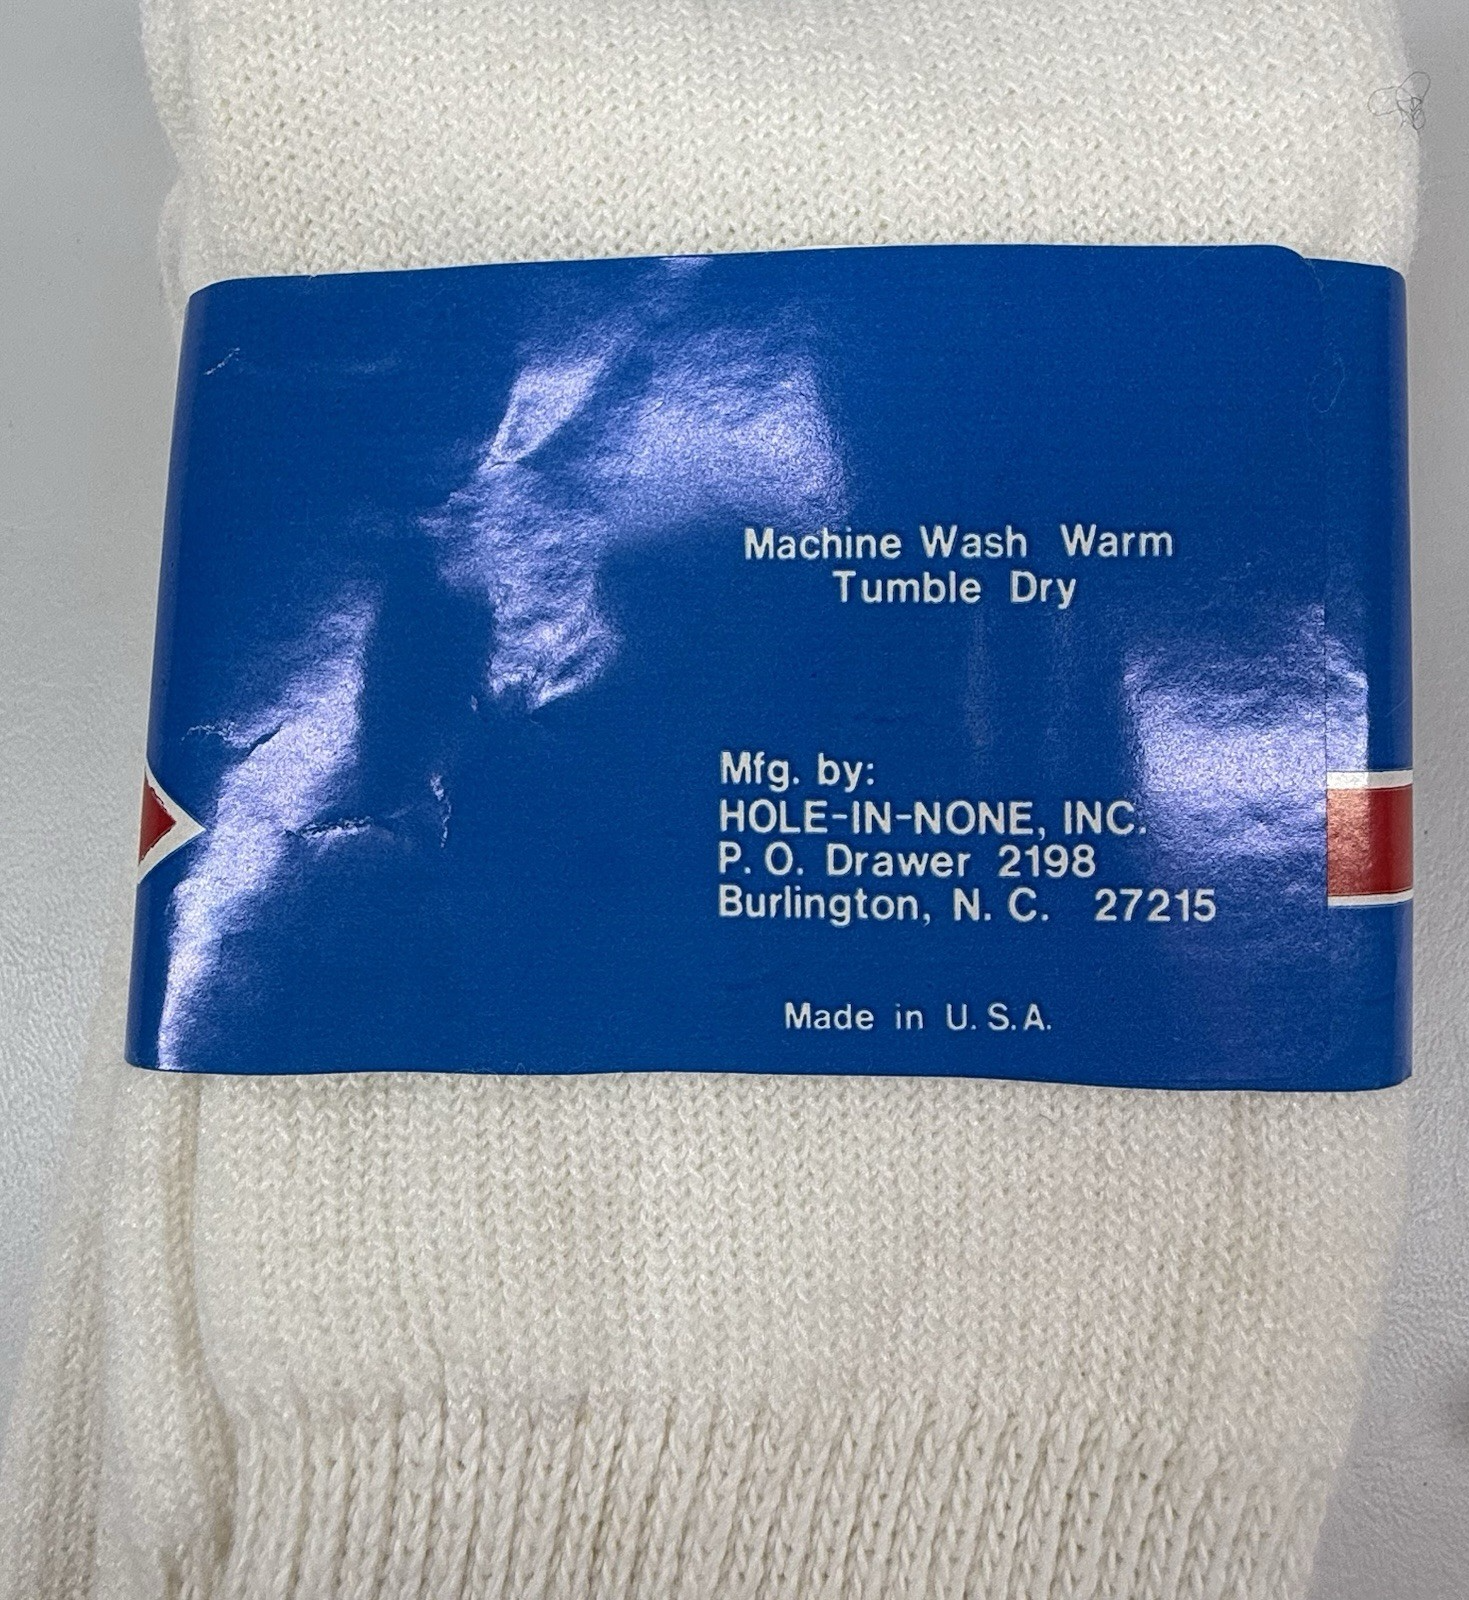 Machine Wash Warm
Tumble Dry
Mfg. by:
HOLE-IN-NONE, INC.
P. O. Drawer 2198
Burlington, N. C. 27215
Made in U. S. A.